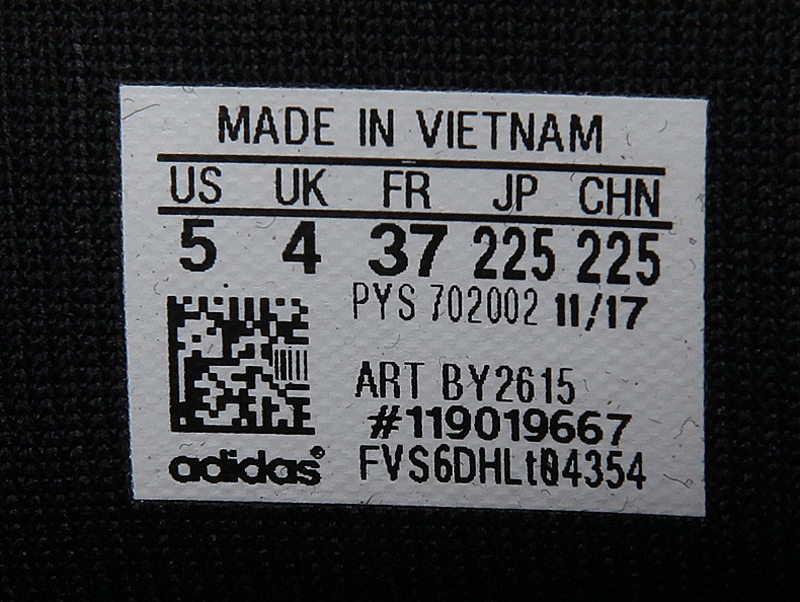 MADE IN VIETNAM
US UK FR JP CHN
5 4 37 225 225
PYS 702002 11/17
ART BY2615
#119019667
adidas®
FVS6DHLt04354